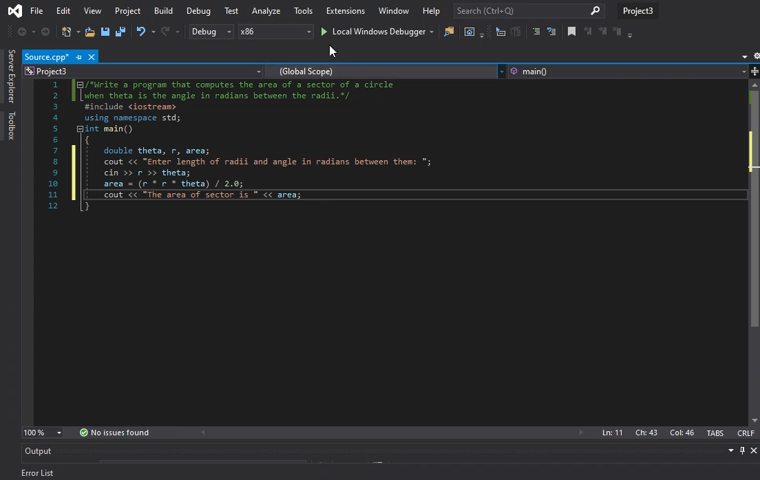 File Edit View Project Build Debug Test Analyze Tools Extensions Window Help Search (Ctrl+Q) Project3
Debug x86 Local Windows Debugger
Server Explorer
Toolbox
Source.cpp*
Project3 (Global Scope) main()
1 /*Write a program that computes the area of a sector of a circle
2 when theta is the angle in radians between the radii.*/
3 #include <iostream>
4 using namespace std;
5 int main()
6 {
7 double theta, r, area;
8 cout << "Enter length of radii and angle in radians between them: ";
9 cin >> r >> theta;
10 area = (r * r * theta) / 2.0;
11 cout << "The area of sector is " << area;
12 }
100 % No issues found Ln: 11 Ch: 43 Col: 46 TABS CRLF
Output
Error List